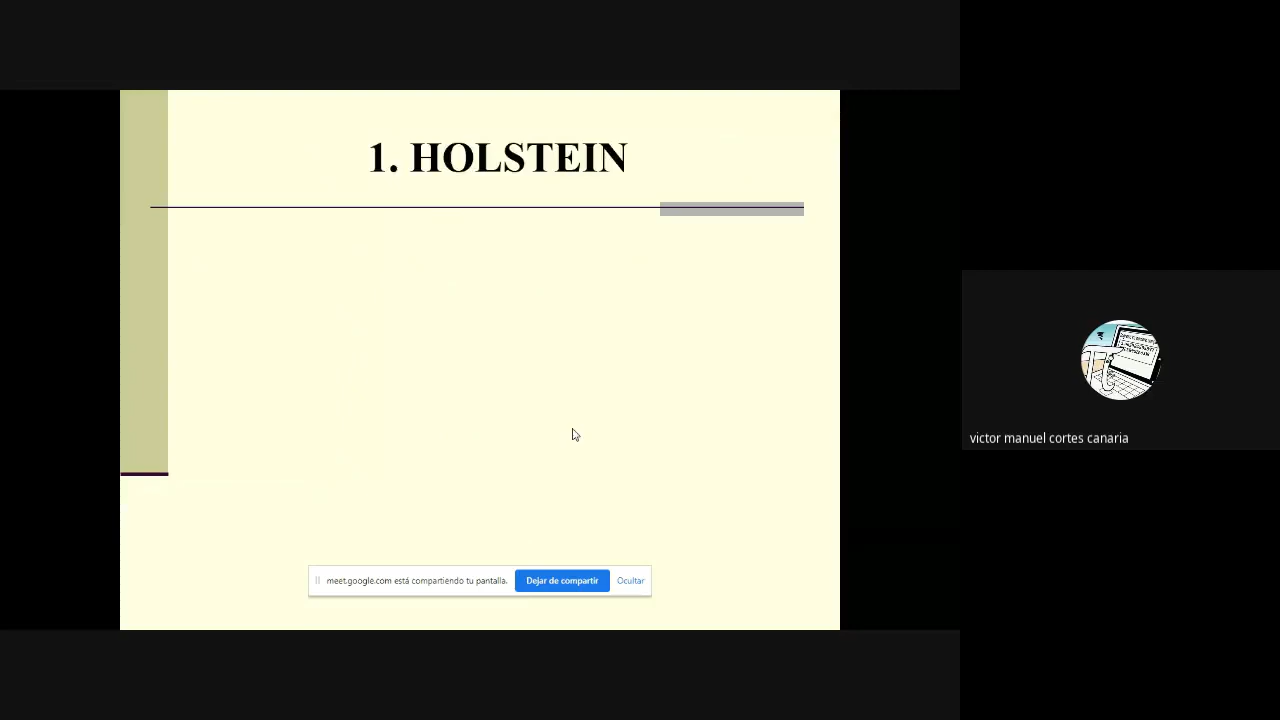 1. HOLSTEIN
meet.google.com está compartiendo tu pantalla.
Dejar de compartir
Ocultar
victor manuel cortes canaria